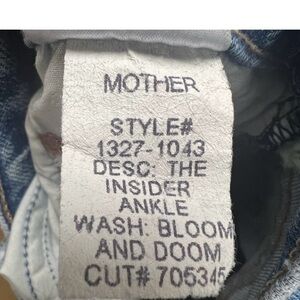 MOTHER
STYLE#
1327-1043
DESC: THE
INSIDER
ANKLE
WASH: BLOOM
AND DOOM
CUT# 705345